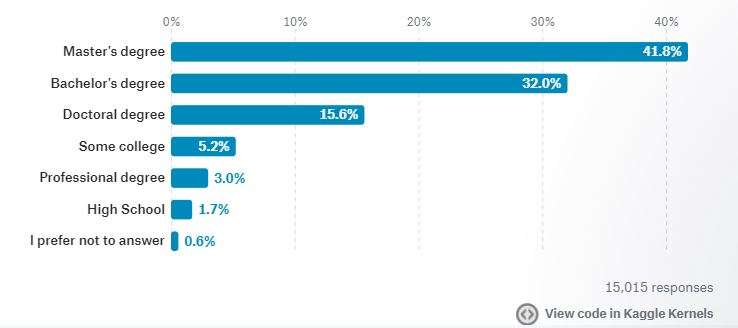 0% 10% 20% 30% 40%
Master's degree 41.8%
Bachelor's degree 32.0%
Doctoral degree 15.6%
Some college 5.2%
Professional degree 3.0%
High School 1.7%
I prefer not to answer 0.6%
15,015 responses
View code in Kaggle Kernels